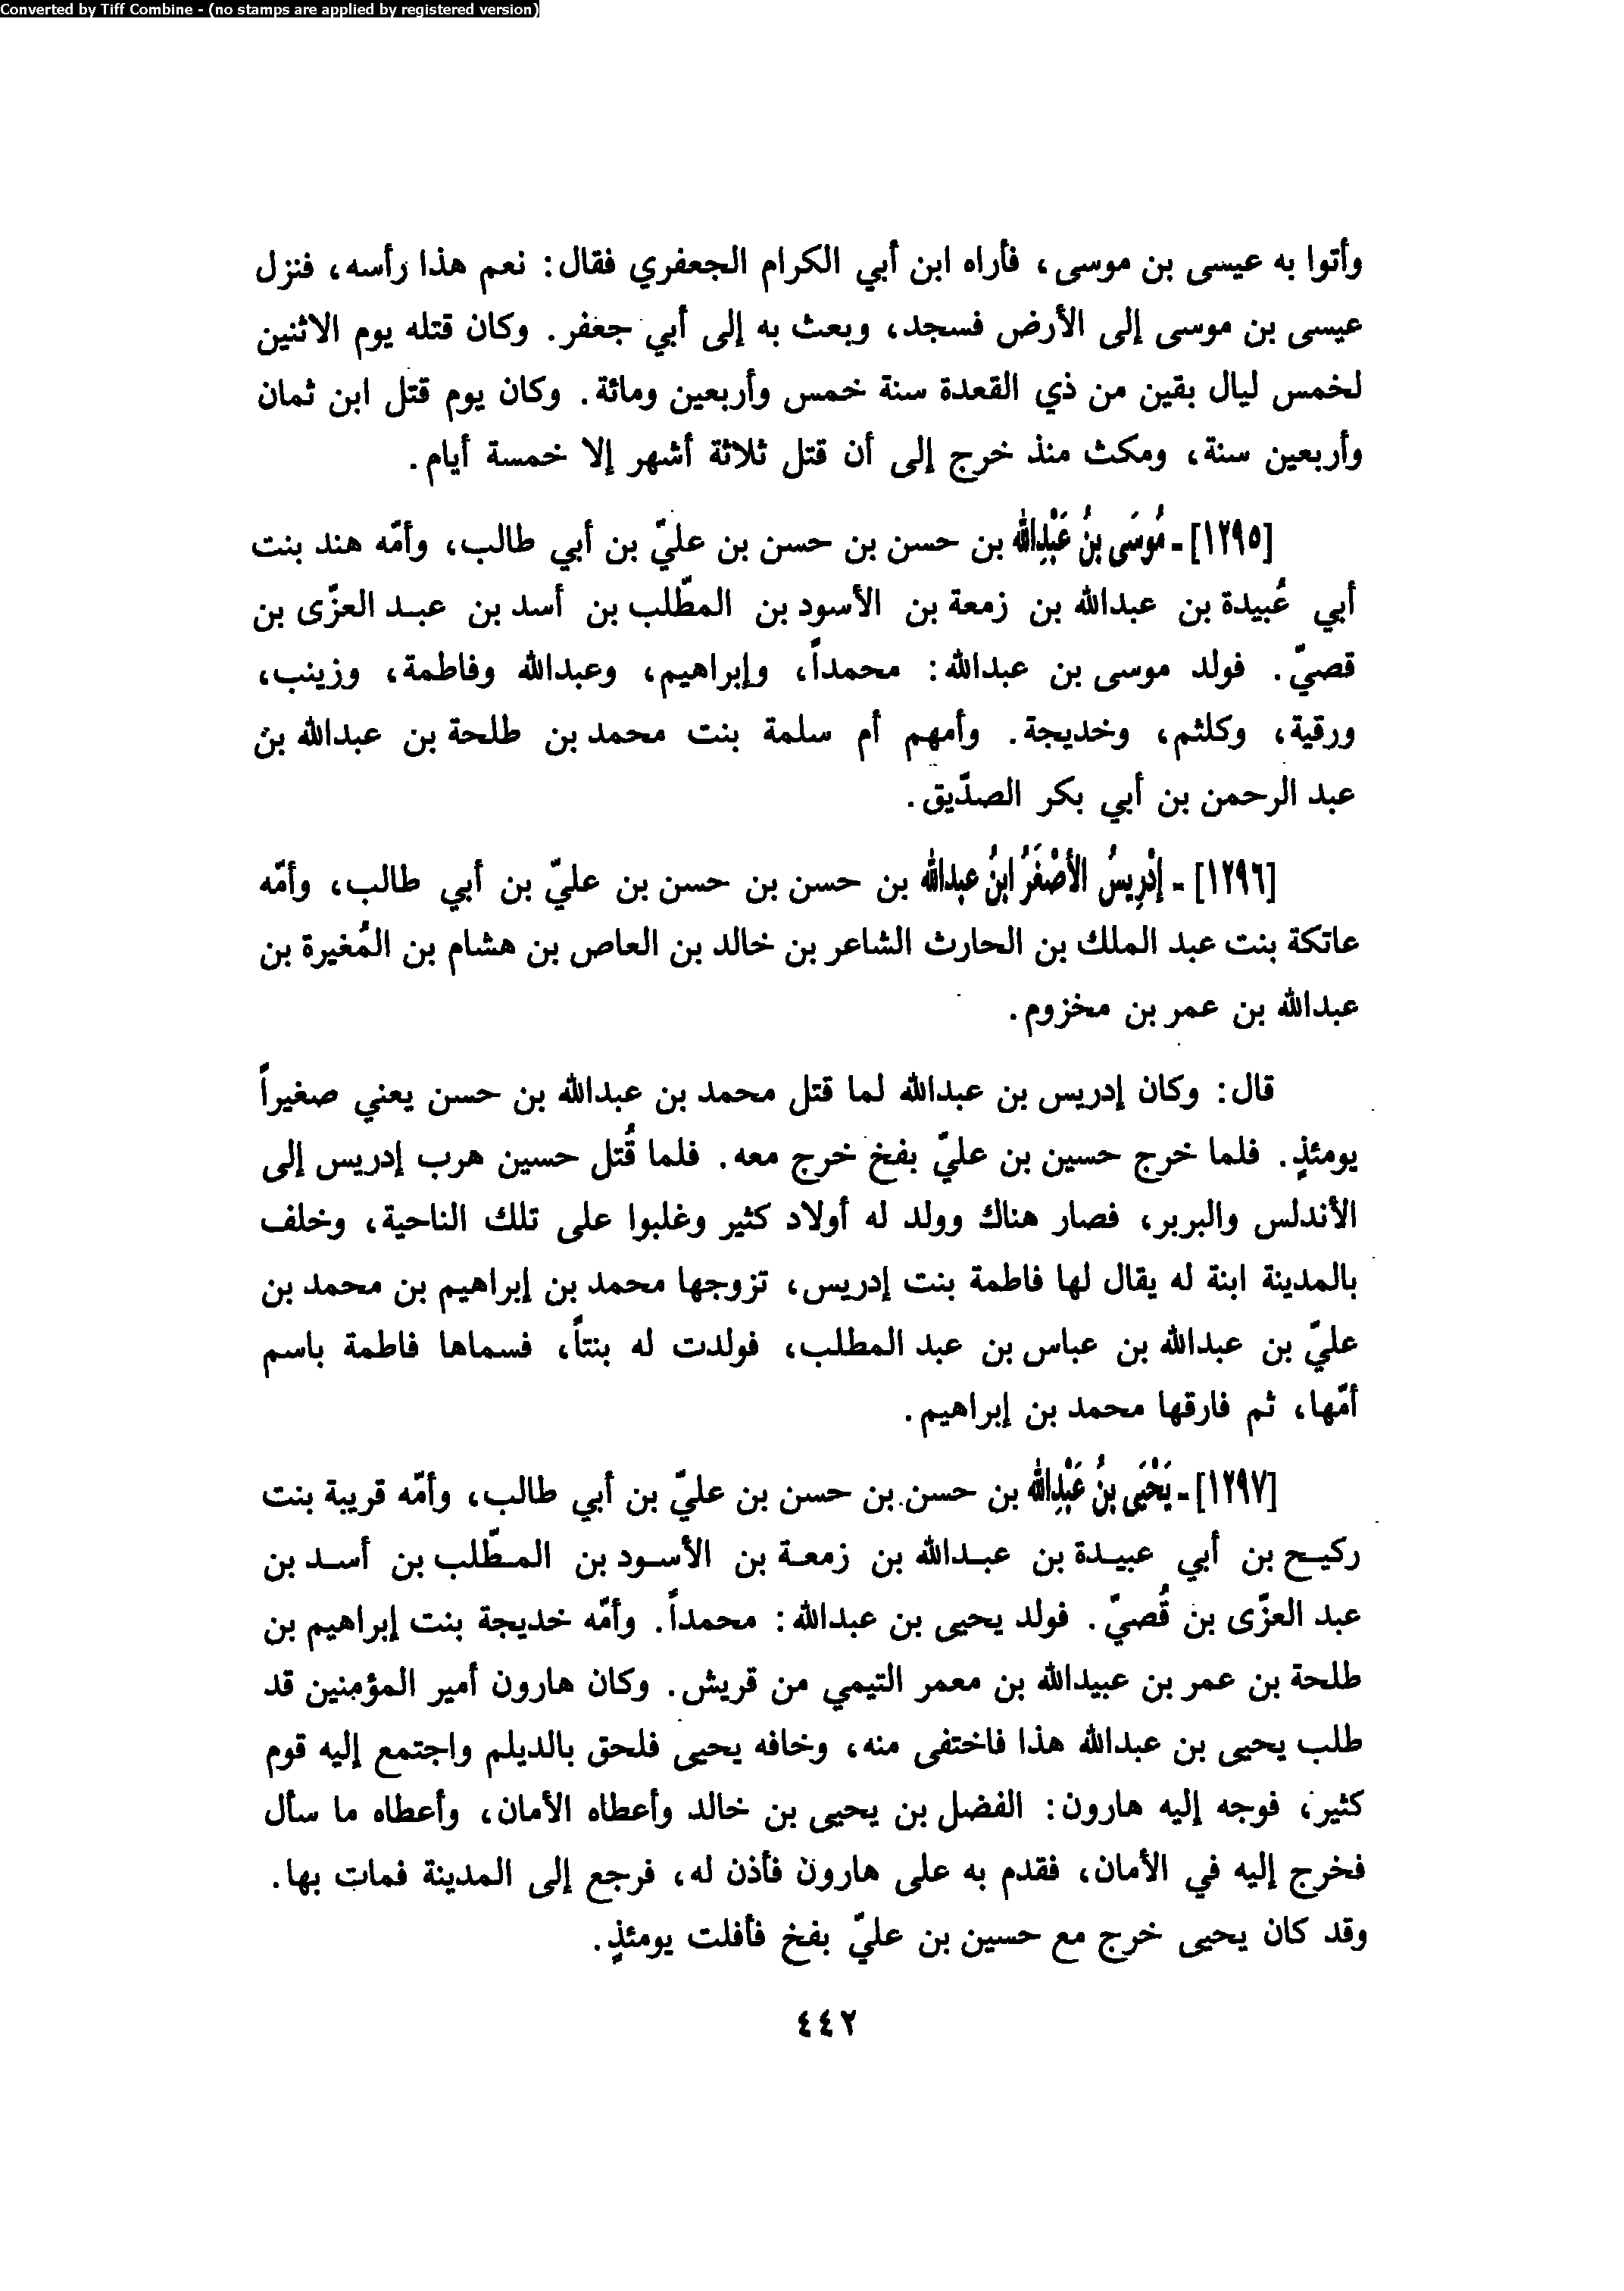 Converted by Tiff Combine - (no stamps are applied by registered version)
وأتوا به عيسى بن موسى، فأراه ابن أبي الكرام الجعفري فقال: نعم هذا رأسه، فنزل
عيسى بن موسى إلى الأرض فسجد، وبعث به إلى أبي جعفر. وكان قتله يوم الاثنين
لخمس ليال بقين من ذي القعدة سنة خمس وأربعين ومائة. وكان يوم قتل ابن ثمان
وأربعين سنة، ومكث منذ خرج إلى أن قتل ثلاثة أشهر إلا خمسة أيام.
[١٢٩٥] - مُوسَى بنُ عَبْدِالله بن حسن بن حسن بن عليّ بن أبي طالب، وأمّه هند بنت
أبي عُبيدة بن عبدالله بن زمعة بن الأسود بن المطّلب بن أسد بن عبد العزّى بن
قصيّ. فولد موسى بن عبدالله: محمداً، وإبراهيم، وعبدالله وفاطمة، وزينب،
ورقية، وكلثم، وخديجة. وأمهم أم سلمة بنت محمد بن طلحة بن عبدالله بن
عبد الرحمن بن أبي بكر الصدّيق.
[١٢٩٦] - إدْرِيسُ الأَصْغَرُ ابنُ عبدِالله بن حسن بن حسن بن عليّ بن أبي طالب، وأمّه
عاتكة بنت عبد الملك بن الحارث الشاعر بن خالد بن العاص بن هشام بن المُغيرة بن
عبدالله بن عمر بن مخزوم.
قال: وكان إدريس بن عبدالله لما قتل محمد بن عبدالله بن حسن يعني صغيراً
يومئذٍ. فلما خرج حسين بن عليّ بفخ خرج معه. فلما قُتل حسين هرب إدريس إلى
الأندلس والبربر، فصار هناك وولد له أولاد كثير وغلبوا على تلك الناحية، وخلف
بالمدينة ابنة له يقال لها فاطمة بنت إدريس، تزوجها محمد بن إبراهيم بن محمد بن
عليّ بن عبدالله بن عباس بن عبد المطلب، فولدت له بنتاً، فسماها فاطمة باسم
أمّها، ثم فارقها محمد بن إبراهيم.
[١٢٩٧] - يَحْيَى بنُ عَبْدِالله بن حسن بن حسن بن عليّ بن أبي طالب، وأمّه قريبة بنت
ركيح بن أبي عبيدة بن عبدالله بن زمعة بن الأسود بن المطّلب بن أسد بن
عبد العزّى بن قُصيّ. فولد يحيى بن عبدالله: محمداً. وأمّه خديجة بنت إبراهيم بن
طلحة بن عمر بن عبيدالله بن معمر التيمي من قريش. وكان هارون أمير المؤمنين قد
طلب يحيى بن عبدالله هذا فاختفى منه، وخافه يحيى فلحق بالديلم واجتمع إليه قوم
كثير، فوجه إليه هارون: الفضل بن يحيى بن خالد وأعطاه الأمان، وأعطاه ما سأل
فخرج إليه في الأمان، فقدم به على هارون فأذن له، فرجع إلى المدينة فمات بها.
وقد كان يحيى خرج مع حسين بن عليّ بفخ فأفلت يومئذٍ.
٤٤٢